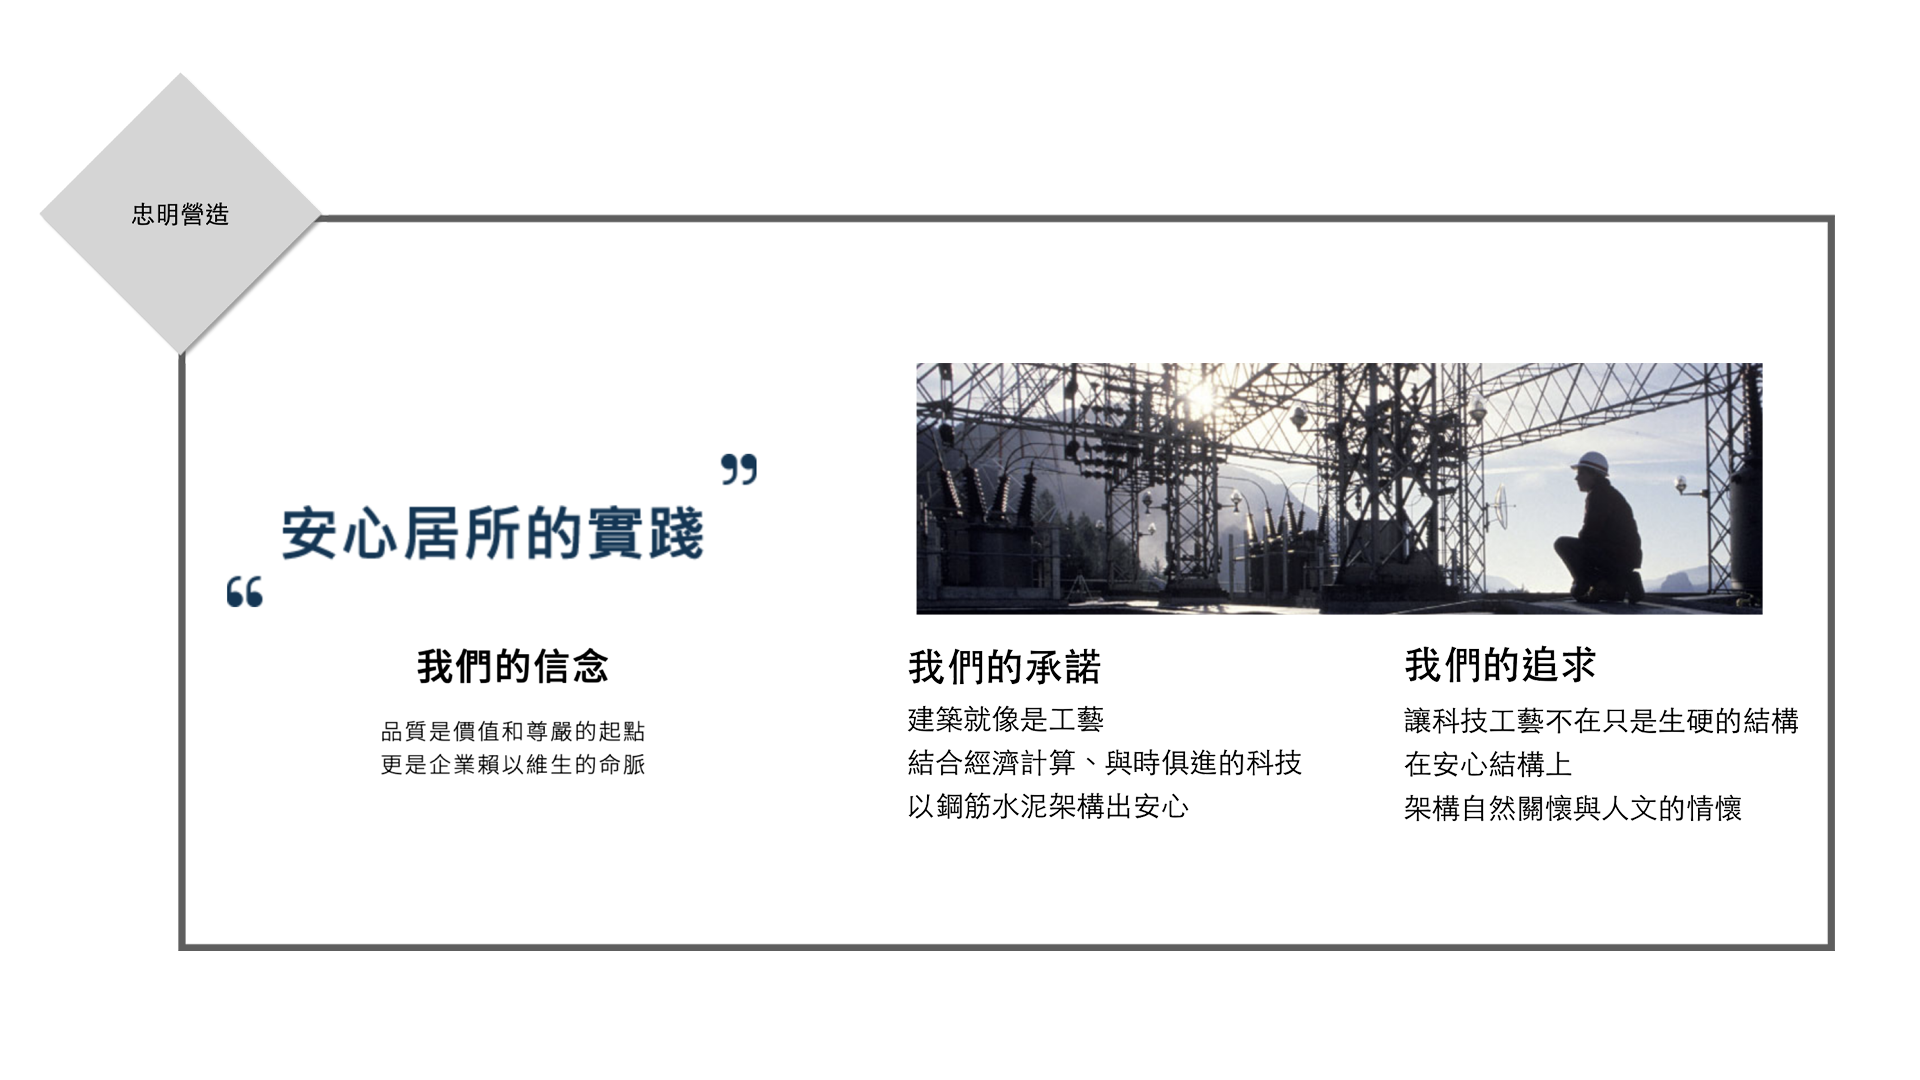 忠明營造
”
安心居所的實踐
“
我們的信念
品質是價值和尊嚴的起點
更是企業賴以維生的命脈
我們的承諾
建築就像是工藝
結合經濟計算、與時俱進的科技
以鋼筋水泥架構出安心
我們的追求
讓科技工藝不在只是生硬的結構
在安心結構上
架構自然關懷與人文的情懷